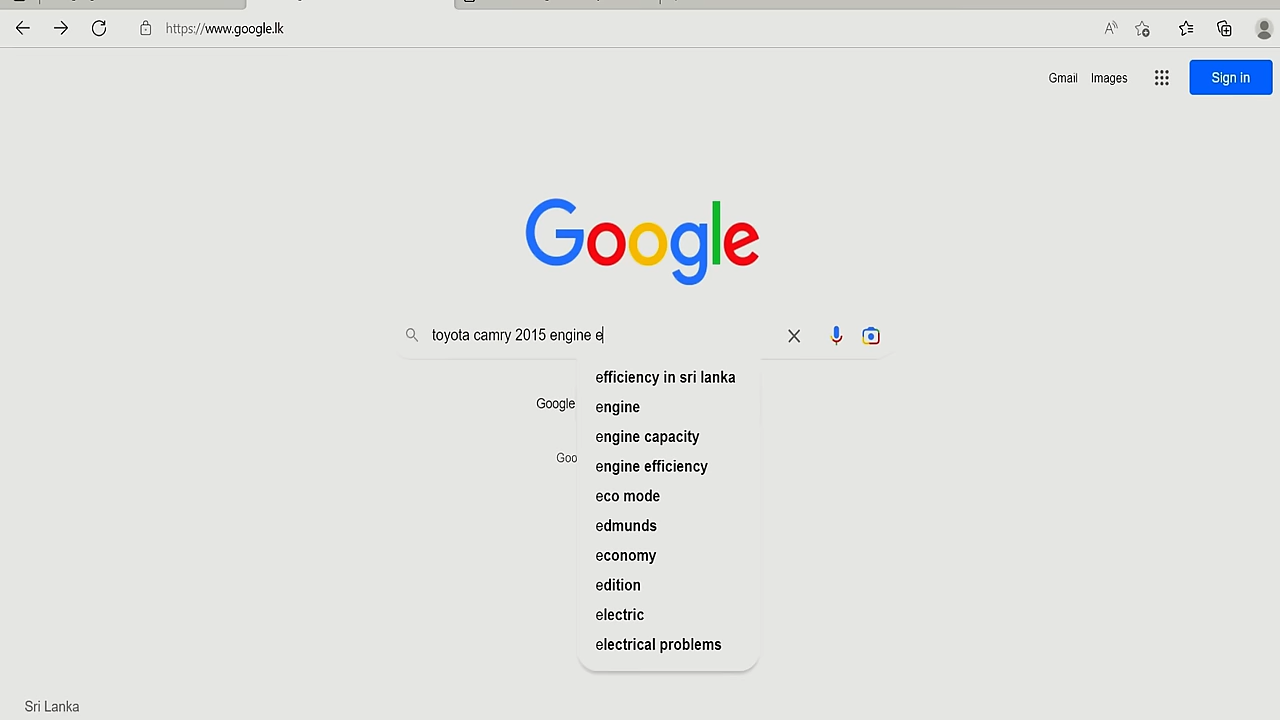 https://www.google.lk
Gmail Images Sign in
Google
toyota camry 2015 engine e
efficiency in sri lanka
Google
engine
engine capacity
Goo
engine efficiency
eco mode
edmunds
economy
edition
electric
electrical problems
Sri Lanka